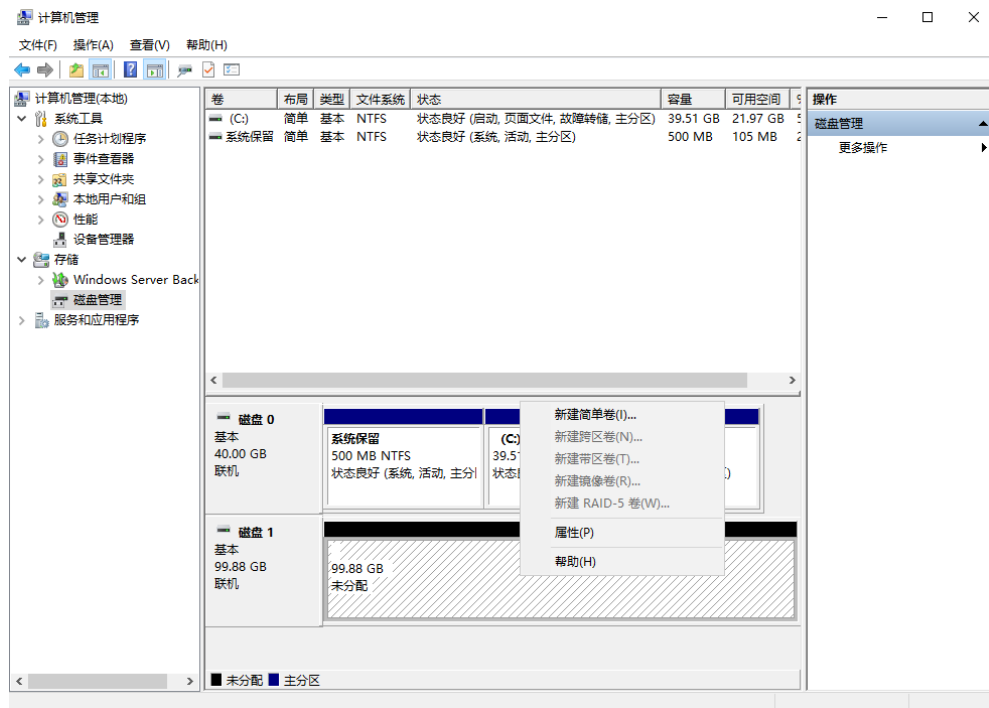 计算机管理
文件(F) 操作(A) 查看(V) 帮助(H)
计算机管理(本地)
系统工具
任务计划程序
事件查看器
共享文件夹
本地用户和组
性能
设备管理器
存储
Windows Server Back
磁盘管理
服务和应用程序
卷 布局 类型 文件系统 状态 容量 可用空间
(C:) 简单 基本 NTFS 状态良好 (启动, 页面文件, 故障转储, 主分区) 39.51 GB 21.97 GB
系统保留 简单 基本 NTFS 状态良好 (系统, 活动, 主分区) 500 MB 105 MB
操作
磁盘管理
更多操作
磁盘 0
基本
40.00 GB
联机
系统保留
500 MB NTFS
状态良好 (系统, 活动, 主分
(C:)
39.5
状态
新建简单卷(I)...
新建跨区卷(N)...
新建带区卷(T)...
新建镜像卷(R)...
新建 RAID-5 卷(W)...
属性(P)
帮助(H)
磁盘 1
基本
99.88 GB
联机
99.88 GB
未分配
未分配 主分区